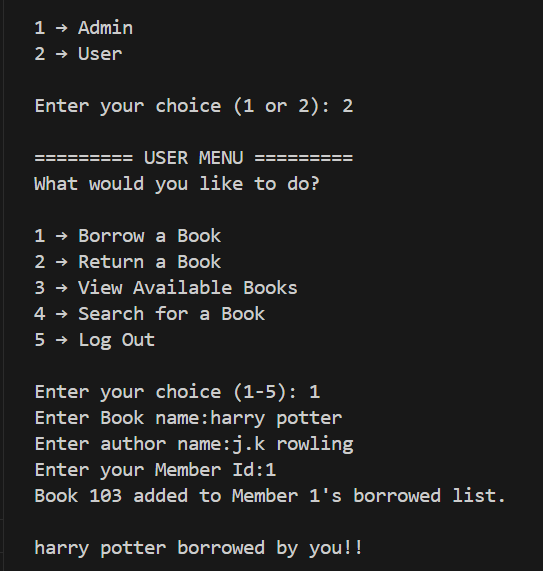 1 → Admin
2 → User
Enter your choice (1 or 2): 2
========= USER MENU =========
What would you like to do?
1 → Borrow a Book
2 → Return a Book
3 → View Available Books
4 → Search for a Book
5 → Log Out
Enter your choice (1-5): 1
Enter Book name:harry potter
Enter author name:j.k rowling
Enter your Member Id:1
Book 103 added to Member 1's borrowed list.
harry potter borrowed by you!!